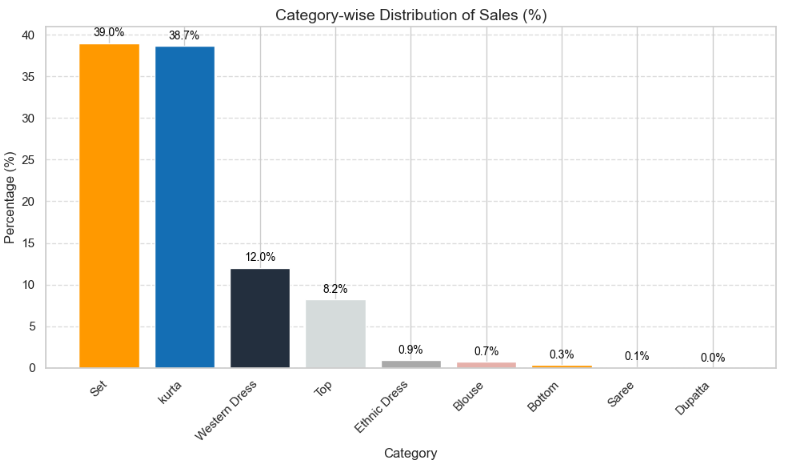 Category-wise Distribution of Sales (%)
Percentage (%)
40
35
30
25
20
15
10
5
0
39.0%
38.7%
12.0%
8.2%
0.9%
0.7%
0.3%
0.1%
0.0%
Set
kurta
Western Dress
Top
Ethnic Dress
Blouse
Bottom
Saree
Dupatta
Category